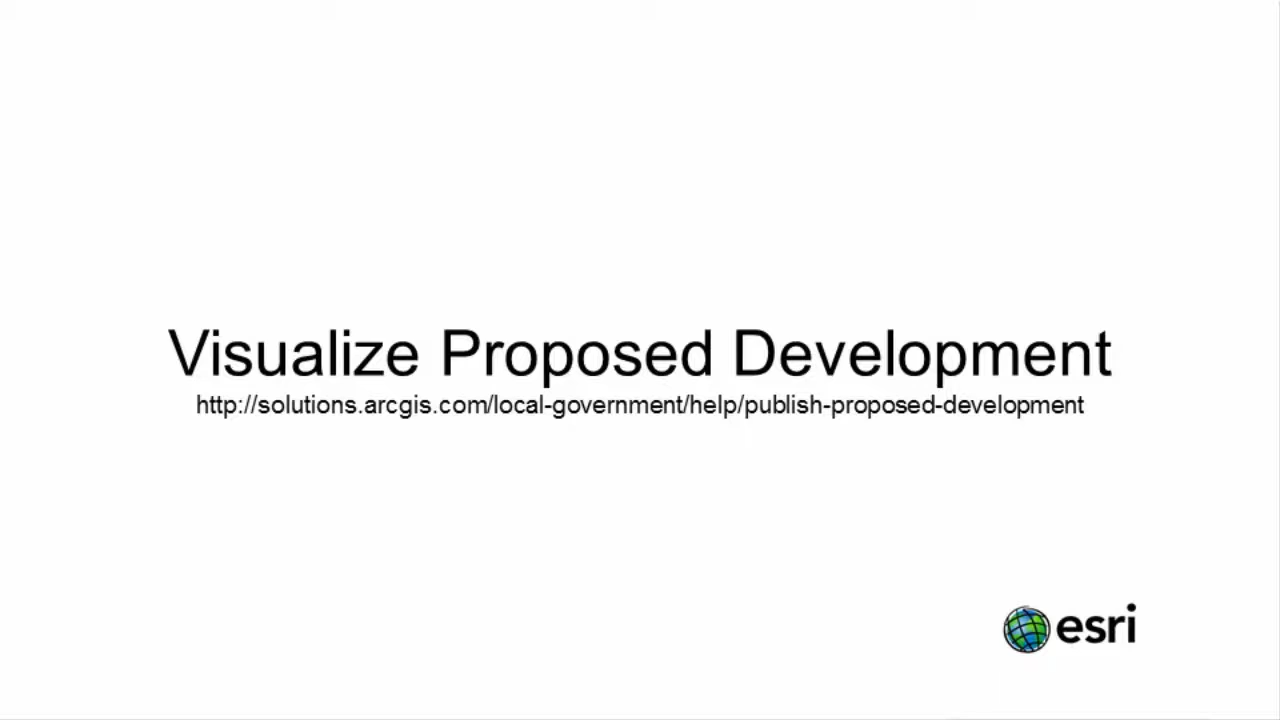 Visualize Proposed Development
http://solutions.arcgis.com/local-government/help/publish-proposed-development
esri